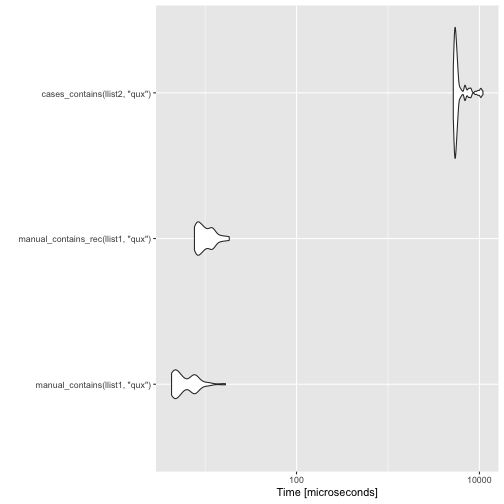 cases_contains(llist2, "qux")
manual_contains_rec(llist1, "qux")
manual_contains(llist1, "qux")
100
10000
Time [microseconds]